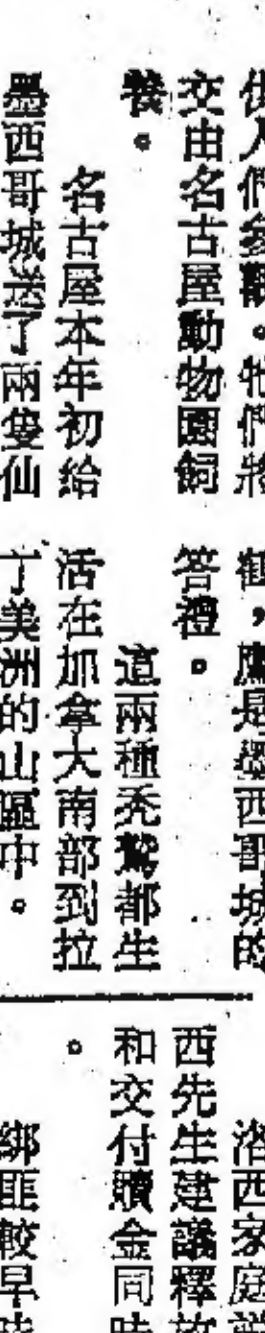 供人們參觀。牠們將
交由名古屋動物園飼
養。
名古屋本年初給
墨西哥城送了兩隻仙
鶴，鷹是墨西哥城的
答禮。
這兩種禿鷲都生
活在加拿大南部到拉
丁美洲的山區中。
洛西家庭
西先生建議釋放
和交付贖金同時
。
綁匪較早時